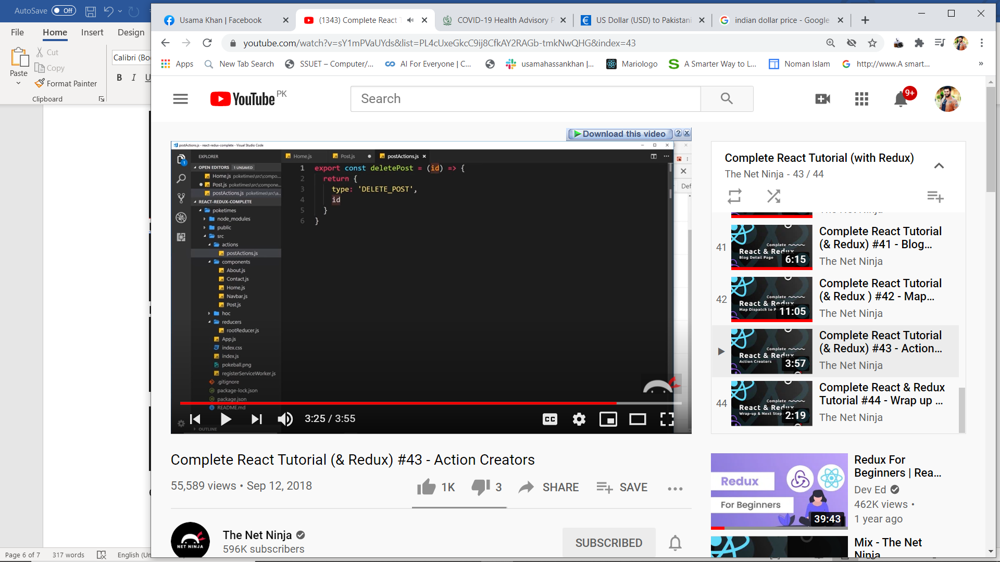 AutoSave Off
File Home Insert Design
Paste
Cut
Copy
Format Painter
Clipboard
Calibri (Bo
B I U
Usama Khan | Facebook
(1343) Complete React T
COVID-19 Health Advisory P
US Dollar (USD) to Pakistani
indian dollar price - Google
youtube.com/watch?v=sY1mPVaUYds&list=PL4cUxeGkcC9ij8CfkAY2RAGb-tmkNwQHG&index=43
Apps
New Tab Search
SSUET – Computer/...
AI For Everyone | C...
usamahassankhan |...
Mariologo
A Smarter Way to L...
Noman Islam
http://www.A smart...
»
YouTube PK
Search
9+
Download this video
postActions.js - react-redux-complete - Visual Studio Code
EXPLORER
OPEN EDITORS 1 UNSAVED
Home.js poketimes\src\compo...
Post.js poketimes\src\compone...
postActions.js poketimes\src\a...
REACT-REDUX-COMPLETE
poketimes
node_modules
public
src
actions
postActions.js
components
About.js
Contact.js
Home.js
Navbar.js
Post.js
hoc
reducers
rootReducer.js
App.js
index.css
index.js
pokeball.png
registerServiceWorker.js
.gitignore
package-lock.json
package.json
README.md
OUTLINE
Home.js
Post.js
postActions.js
1 export const deletePost = (id) => {
2 return {
3 type: 'DELETE_POST',
4 id
5 }
6 }
Def
3:25 / 3:55
CC
Complete React Tutorial (& Redux) #43 - Action Creators
55,589 views • Sep 12, 2018
1K
3
SHARE
SAVE
NET NINJA
The Net Ninja
596K subscribers
SUBSCRIBED
Complete React Tutorial (with Redux)
The Net Ninja - 43 / 44
The Net Ninja
41
Complete
React & Redux
Blog Detail Page
6:15
Complete React Tutorial
(& Redux) #41 - Blog...
The Net Ninja
42
Complete
React & Redux
Map Dispatch to P
11:05
Complete React Tutorial
(& Redux ) #42 - Map...
The Net Ninja
Complete
React & Redux
Action Creators
3:57
Complete React Tutorial
(& Redux) #43 - Action...
The Net Ninja
44
Complete
React & Redux
Wrap-up & Next Step
2:19
Complete React & Redux
Tutorial #44 - Wrap up ...
The Net Ninja
Redux
For Beginners
39:43
Redux For
Beginners | Rea...
Dev Ed
462K views •
1 year ago
Mix - The Net
Ninja
Page 6 of 7
317 words
English (Un